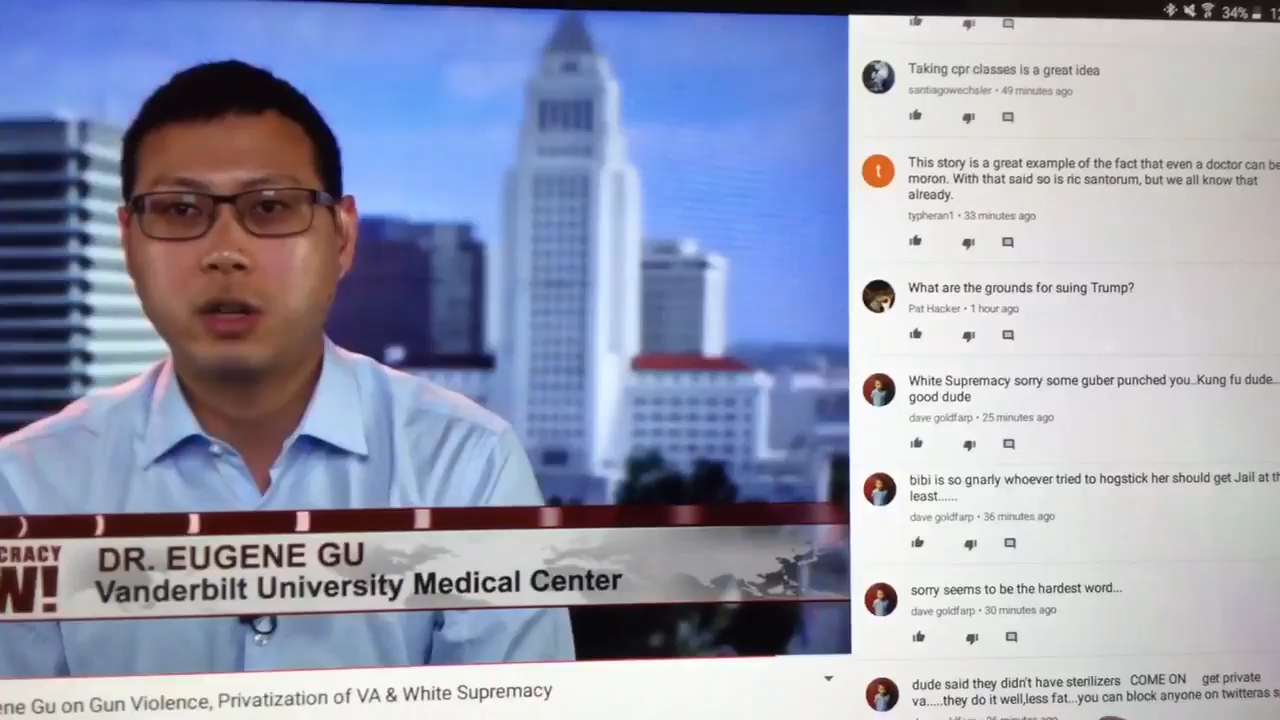 34%
Taking cpr classes is a great idea
santiagowechsler • 49 minutes ago
t
This story is a great example of the fact that even a doctor can be
moron. With that said so is ric santorum, but we all know that
already.
typheran1 • 33 minutes ago
What are the grounds for suing Trump?
Pat Hacker • 1 hour ago
White Supremacy sorry some guber punched you..Kung fu dude...
good dude
dave goldfarp • 25 minutes ago
bibi is so gnarly whoever tried to hogstick her should get Jail at th
least......
dave goldfarp • 36 minutes ago
sorry seems to be the hardest word...
dave goldfarp • 30 minutes ago
dude said they didn't have sterilizers COME ON get private
va.....they do it well,less fat...you can block anyone on twitteras s
CRACY
W!
DR. EUGENE GU
Vanderbilt University Medical Center
ene Gu on Gun Violence, Privatization of VA & White Supremacy